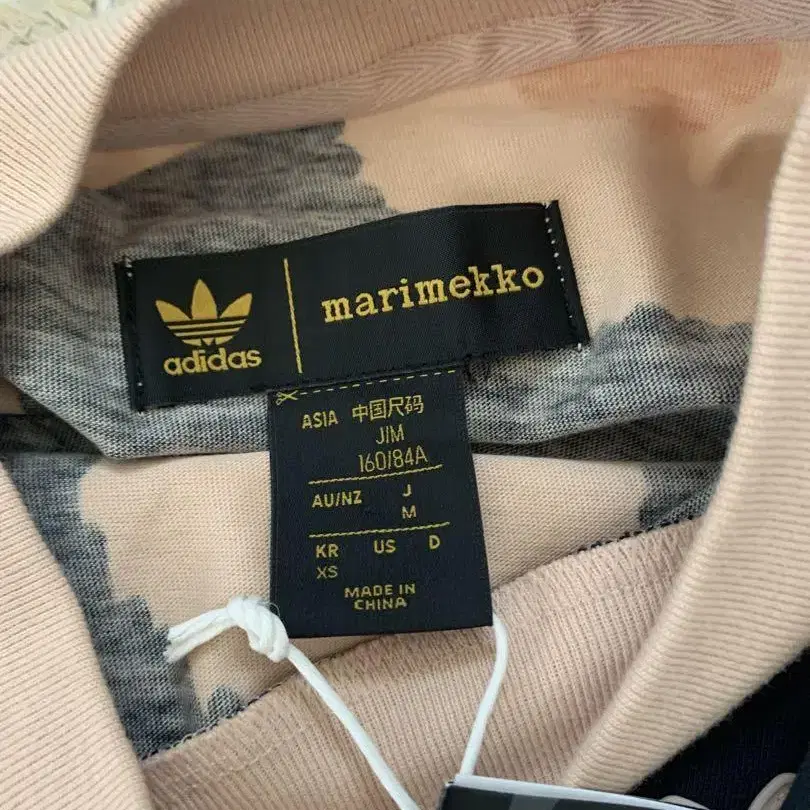 adidas
marimekko
ASIA 中国尺码
J/M
160/84A
AU/NZ J
M
KR US D
XS
MADE IN
CHINA